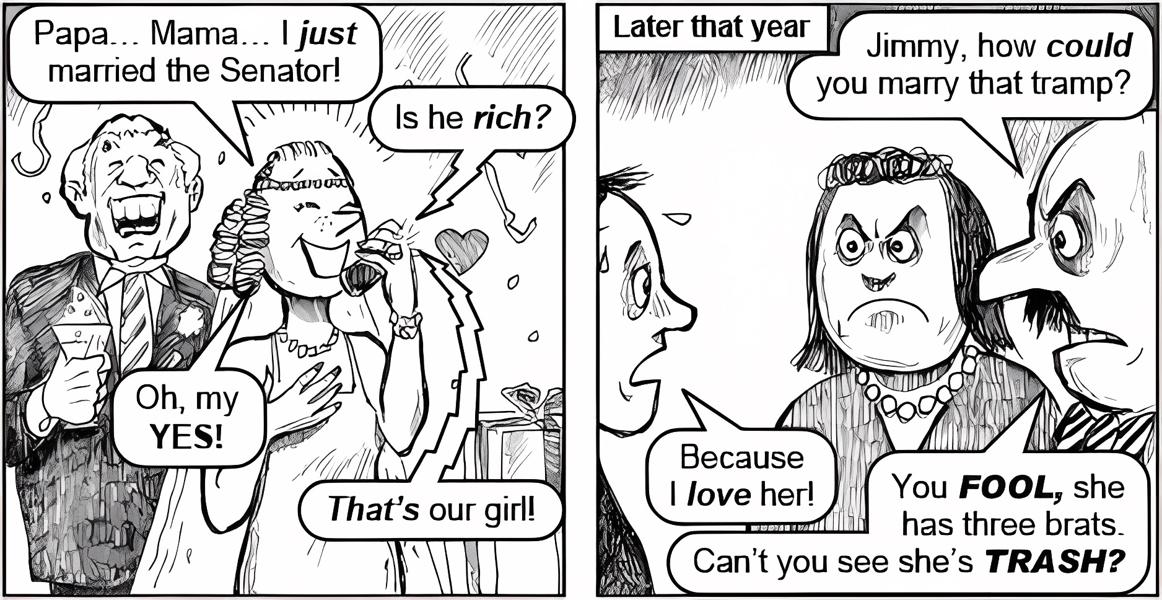 Papa... Mama... I just
married the Senator!
Is he rich?
Oh, my
YES!
That's our girl!
Later that year
Jimmy, how could
you marry that tramp?
Because
I love her!
You FOOL, she
has three brats.
Can't you see she's TRASH?